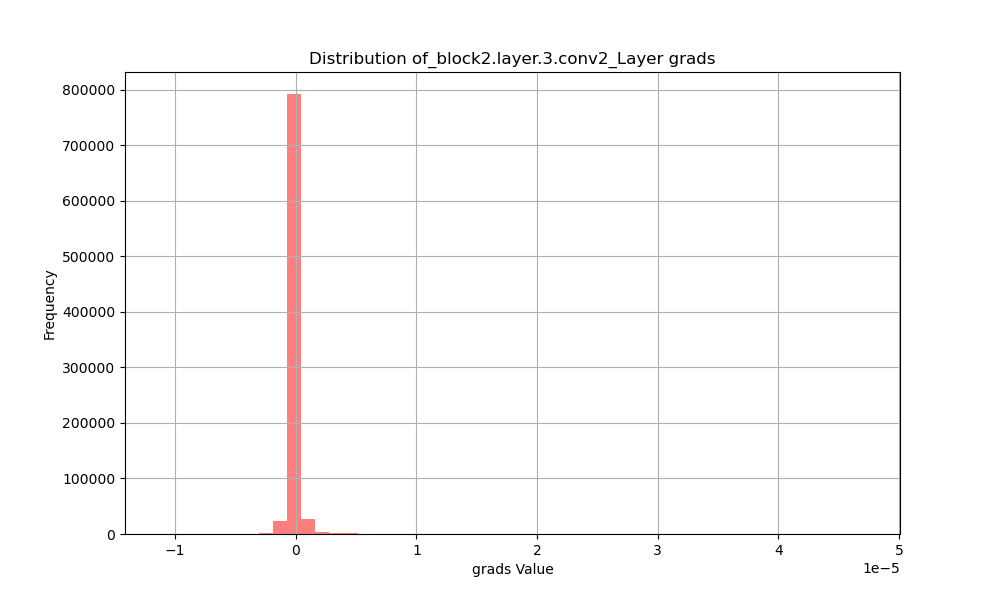 Distribution of_block2.layer.3.conv2_Layer grads
800000
700000
600000
500000
400000
300000
200000
100000
0
Frequency
−1 0 1 2 3 4 5
1e−5
grads Value